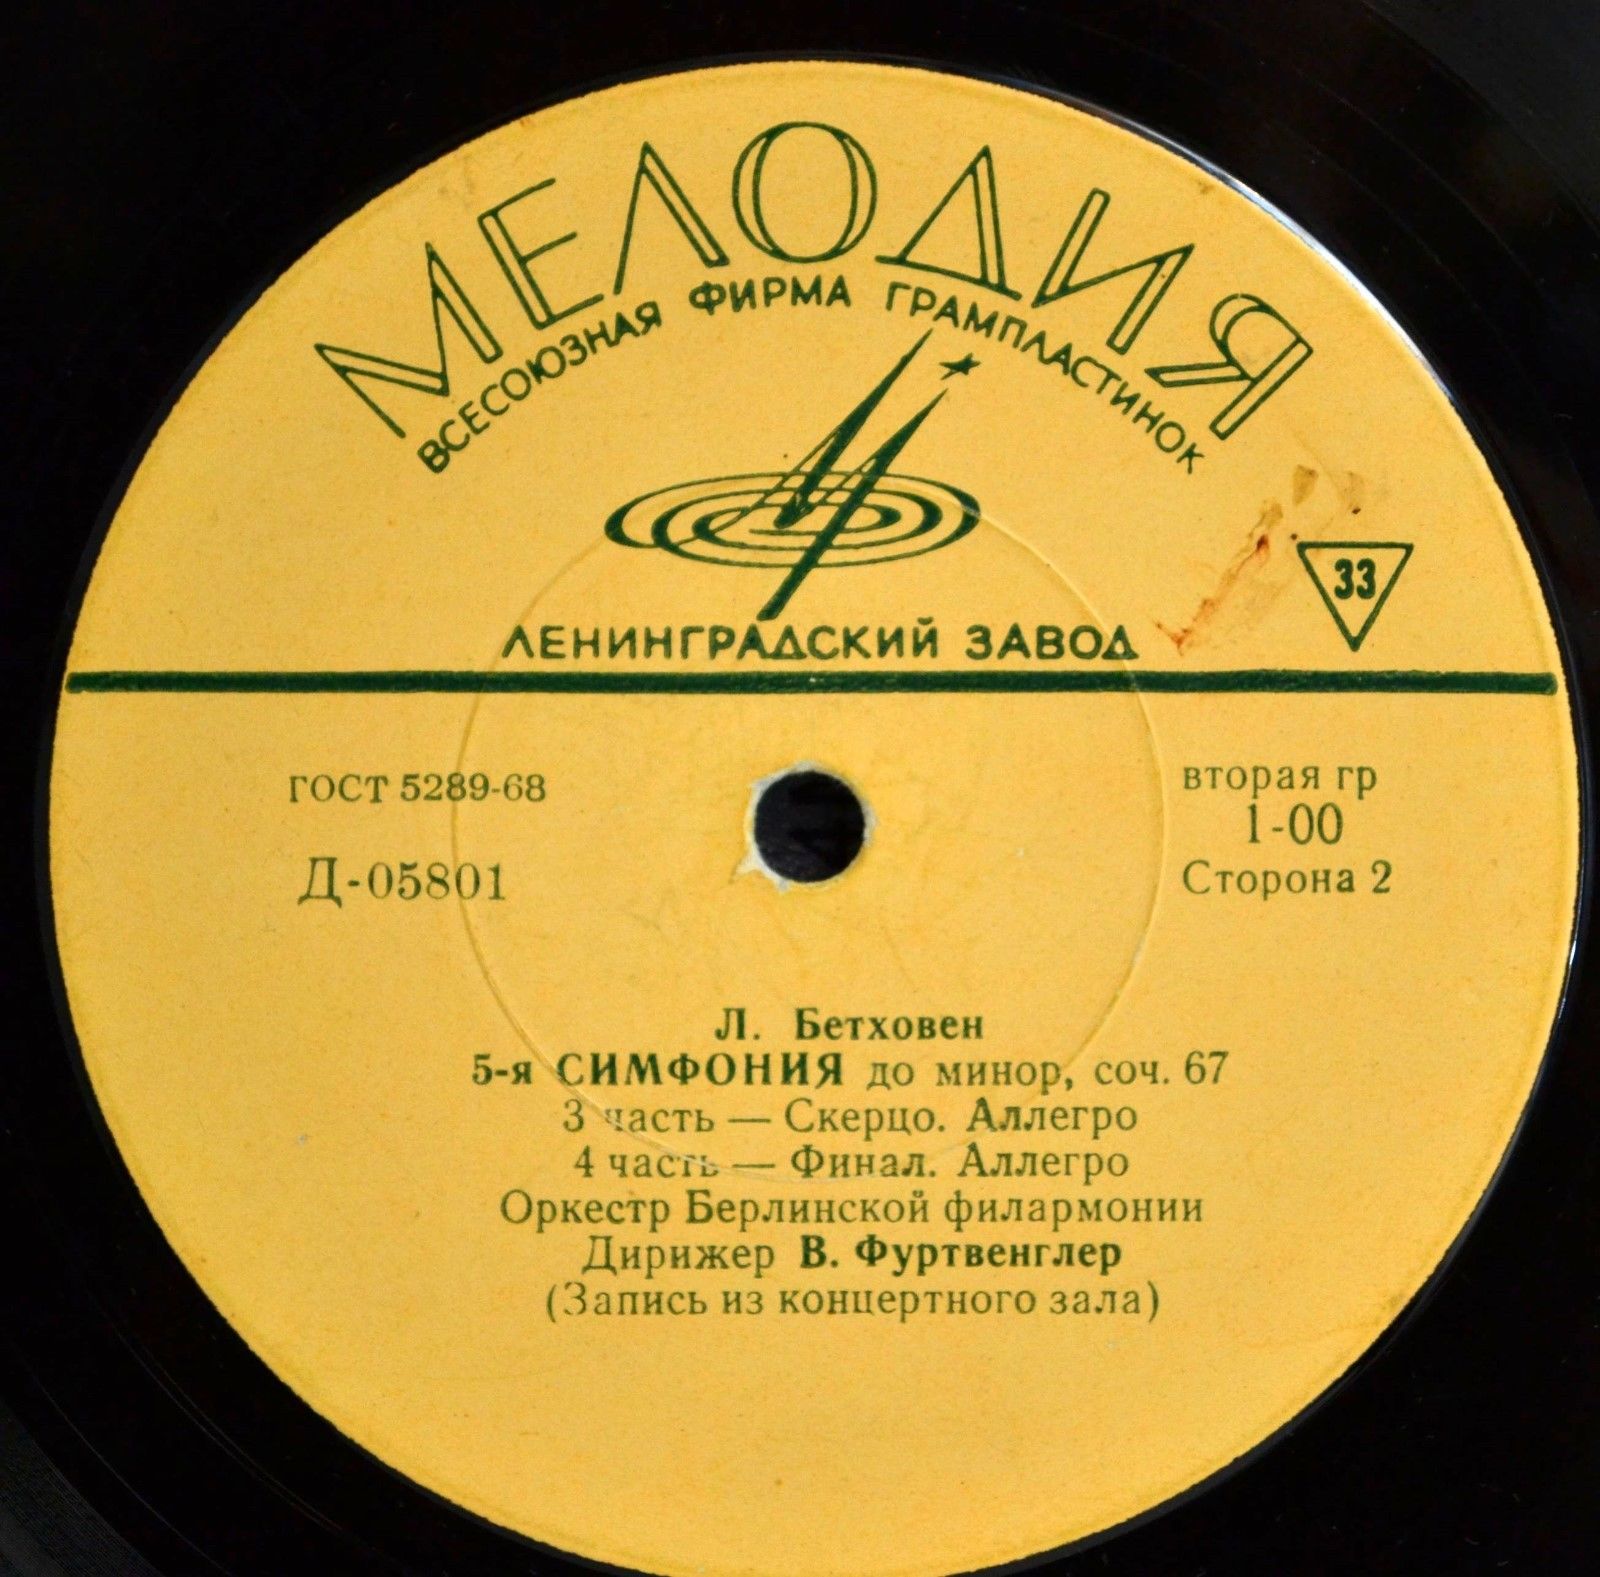 МЕЛОДИЯ
ВСЕСОЮЗНАЯ ФИРМА ГРАМПЛАСТИНОК
33
ЛЕНИНГРАДСКИЙ ЗАВОД
ГОСТ 5289-68
Д-05801
вторая гр
1-00
Сторона 2
Л. Бетховен
5-я СИМФОНИЯ до минор, соч. 67
3 часть — Скерцо. Аллегро
4 часть — Финал. Аллегро
Оркестр Берлинской филармонии
Дирижер В. Фуртвенглер
(Запись из концертного зала)